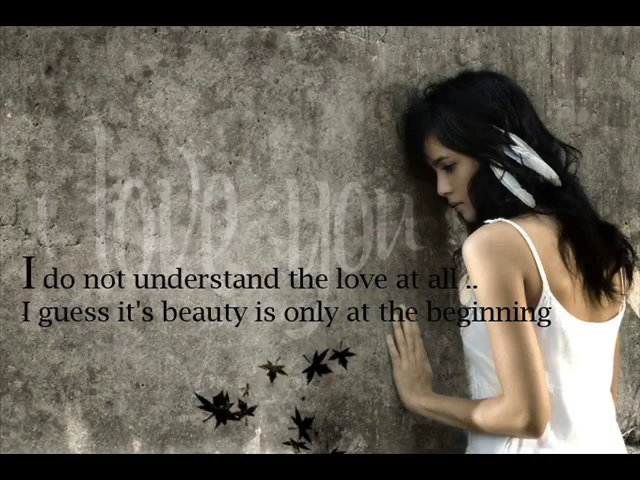 i love you
I do not understand the love at all ..
I guess it's beauty is only at the beginning